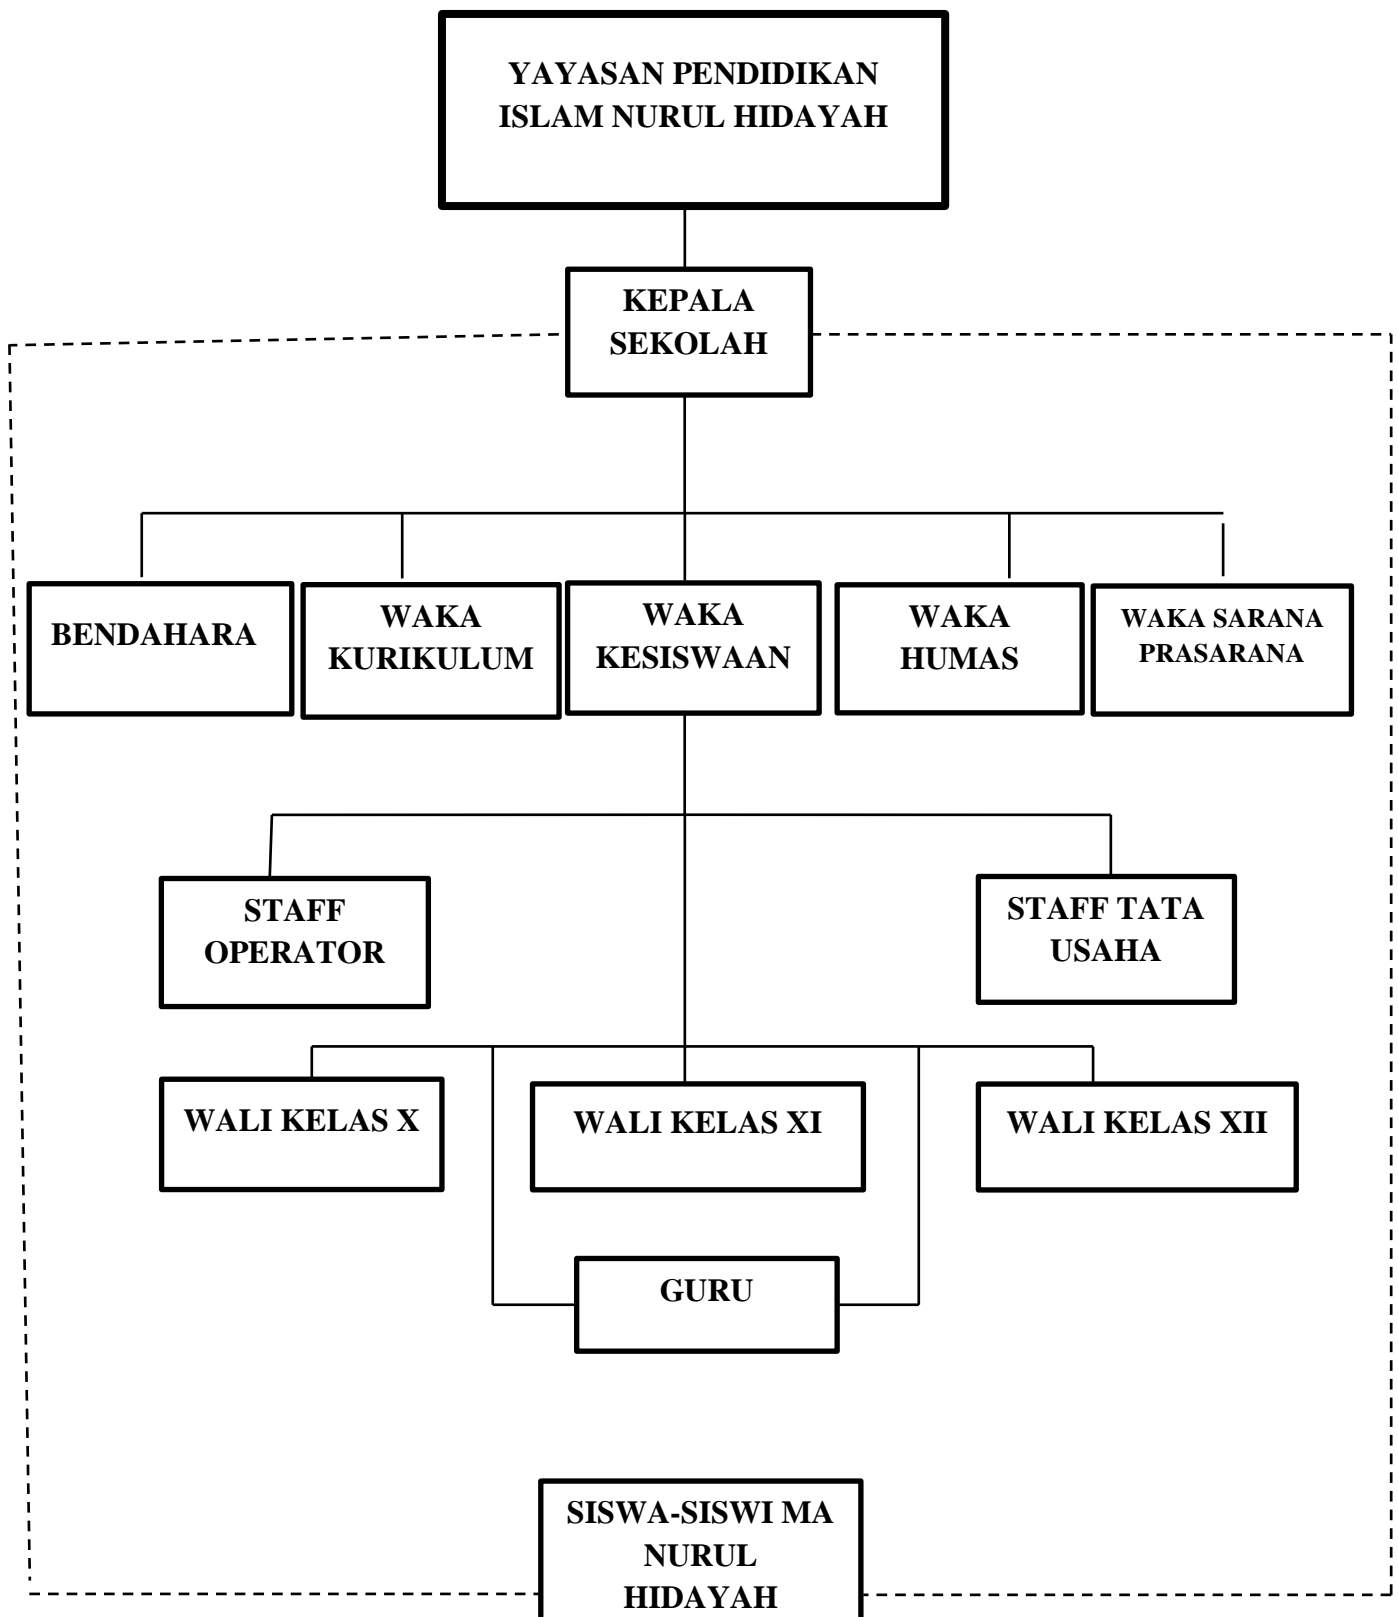 YAYASAN PENDIDIKAN
ISLAM NURUL HIDAYAH
KEPALA
SEKOLAH
BENDAHARA
WAKA
KURIKULUM
WAKA
KESISWAAN
WAKA
HUMAS
WAKA SARANA
PRASARANA
STAFF
OPERATOR
STAFF TATA
USAHA
WALI KELAS X
WALI KELAS XI
WALI KELAS XII
GURU
SISWA-SISWI MA
NURUL
HIDAYAH